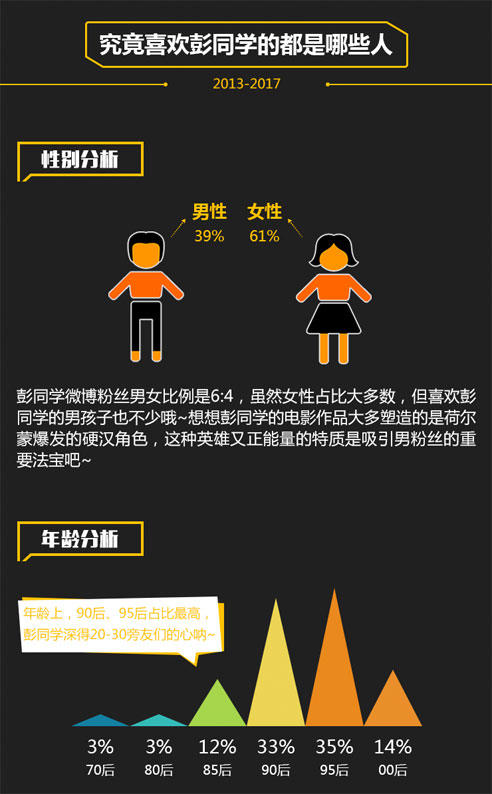 究竟喜欢彭同学的都是哪些人
2013-2017
性别分析
男性 女性
39% 61%
彭同学微博粉丝男女比例是6:4，虽然女性占比大多数，但喜欢彭
同学的男孩子也不少哦~想想彭同学的电影作品大多塑造的是荷尔
蒙爆发的硬汉角色，这种英雄又正能量的特质是吸引男粉丝的重
要法宝吧~
年龄分析
年龄上，90后、95后占比最高，
彭同学深得20-30旁友们的心呐~
3% 3% 12% 33% 35% 14%
70后 80后 85后 90后 95后 00后